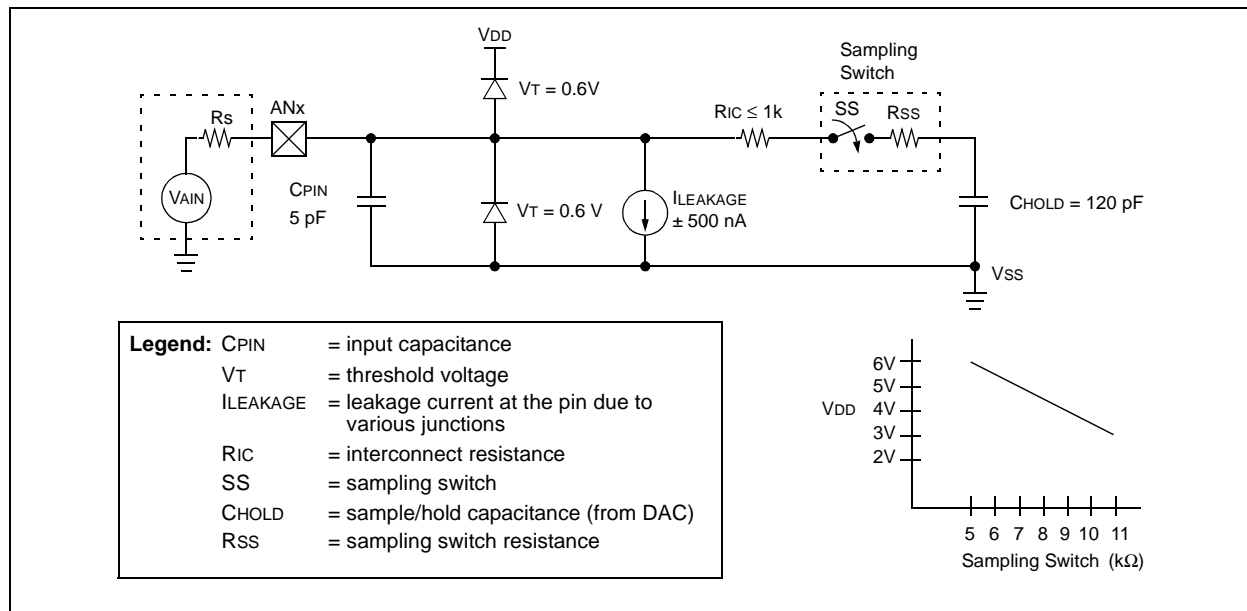 VDD
Sampling
Switch
VT = 0.6V
ANx
RS
RIC ≤ 1k
SS
RSS
VAIN
CPIN
5 pF
VT = 0.6 V
ILEAKAGE
± 500 nA
CHOLD = 120 pF
VSS
Legend: CPIN = input capacitance
VT = threshold voltage
ILEAKAGE = leakage current at the pin due to
various junctions
RIC = interconnect resistance
SS = sampling switch
CHOLD = sample/hold capacitance (from DAC)
RSS = sampling switch resistance
6V
5V
VDD 4V
3V
2V
5 6 7 8 9 10 11
Sampling Switch (kΩ)